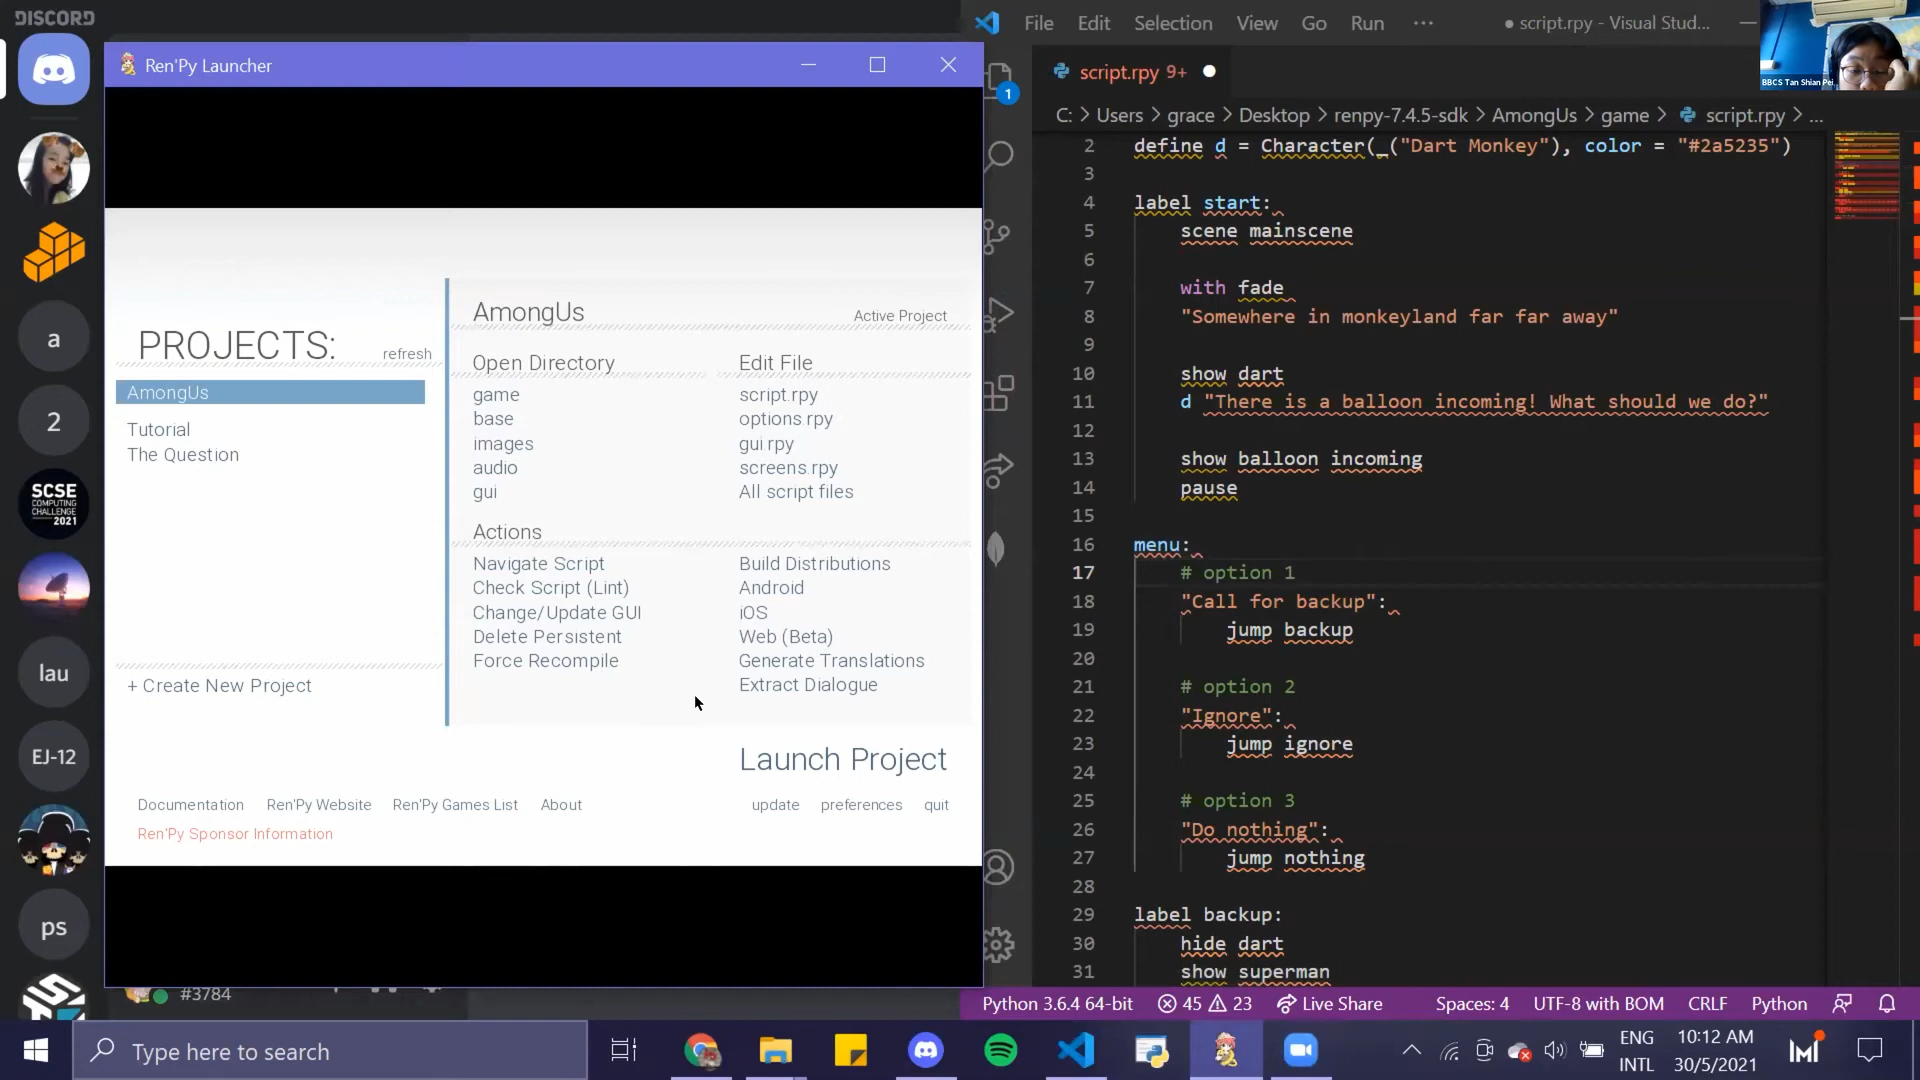 DISCORD
a
2
SCSE
COMPUTING
CHALLENGE
2021
lau
EJ-12
ps
#3784
Ren'Py Launcher
PROJECTS:
refresh
AmongUs
Tutorial
The Question
+ Create New Project
AmongUs
Active Project
Open Directory
Edit File
game
script.rpy
base
options.rpy
images
gui.rpy
audio
screens.rpy
gui
All script files
Actions
Navigate Script
Build Distributions
Check Script (Lint)
Android
Change/Update GUI
iOS
Delete Persistent
Web (Beta)
Force Recompile
Generate Translations
Extract Dialogue
Launch Project
Documentation
Ren'Py Website
Ren'Py Games List
About
update
preferences
quit
Ren'Py Sponsor Information
File Edit Selection View Go Run ···
● script.rpy - Visual Stud...
BBCS Tan Shian Pei
1
script.rpy 9+
C: > Users > grace > Desktop > renpy-7.4.5-sdk > AmongUs > game > script.rpy > ...
2 define d = Character(_("Dart Monkey"), color = "#2a5235")
3
4 label start:
5 scene mainscene
6
7 with fade
8 "Somewhere in monkeyland far far away"
9
10 show dart
11 d "There is a balloon incoming! What should we do?"
12
13 show balloon incoming
14 pause
15
16 menu:
17 # option 1
18 "Call for backup":
19 jump backup
20
21 # option 2
22 "Ignore":
23 jump ignore
24
25 # option 3
26 "Do nothing":
27 jump nothing
28
29 label backup:
30 hide dart
31 show superman
Python 3.6.4 64-bit 45 23 Live Share Spaces: 4 UTF-8 with BOM CRLF Python
Type here to search
ENG
INTL
10:12 AM
30/5/2021